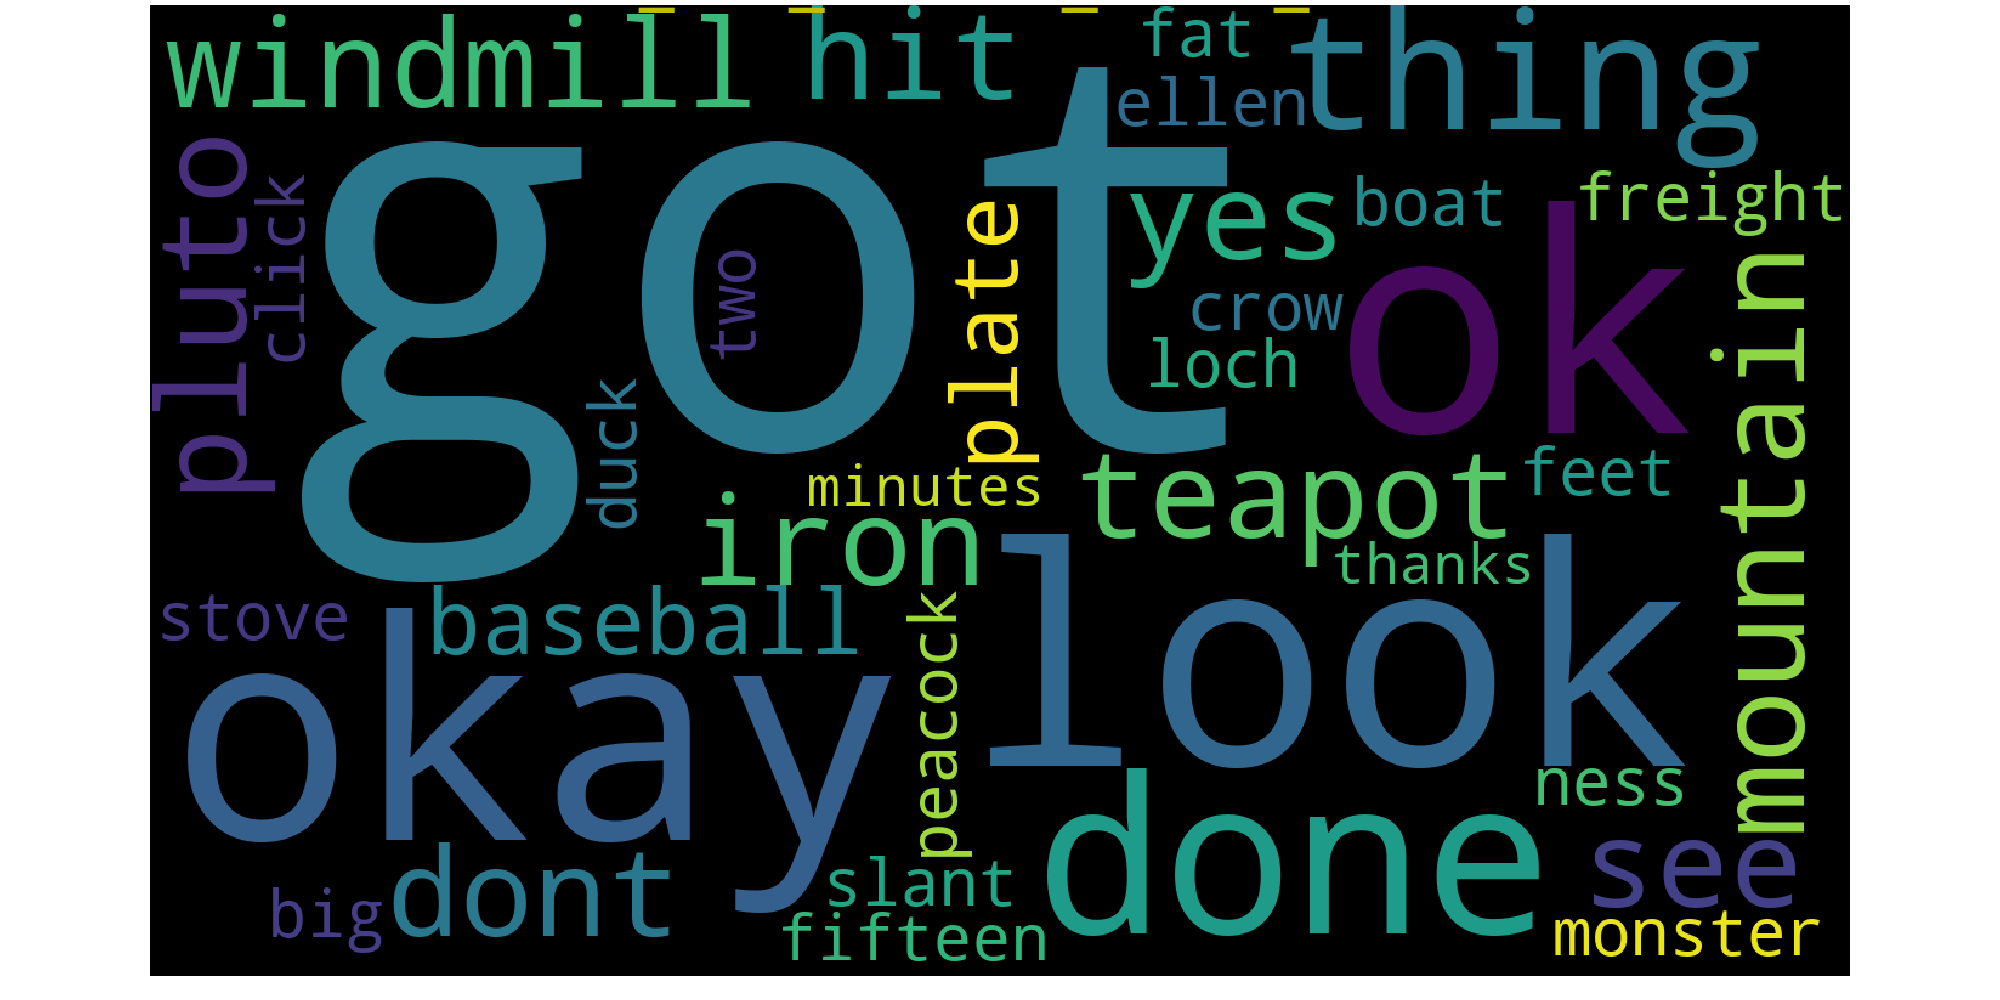 windmill
hit
fat
thing
ellen
pluto
click
got
two
plate
yes
boat
freight
crow
loch
ok
mountain
duck
minutes
iron
teapot
feet
thanks
stove
baseball
peacock
look
okay
ness
done
see
dont
big
slant
fifteen
monster